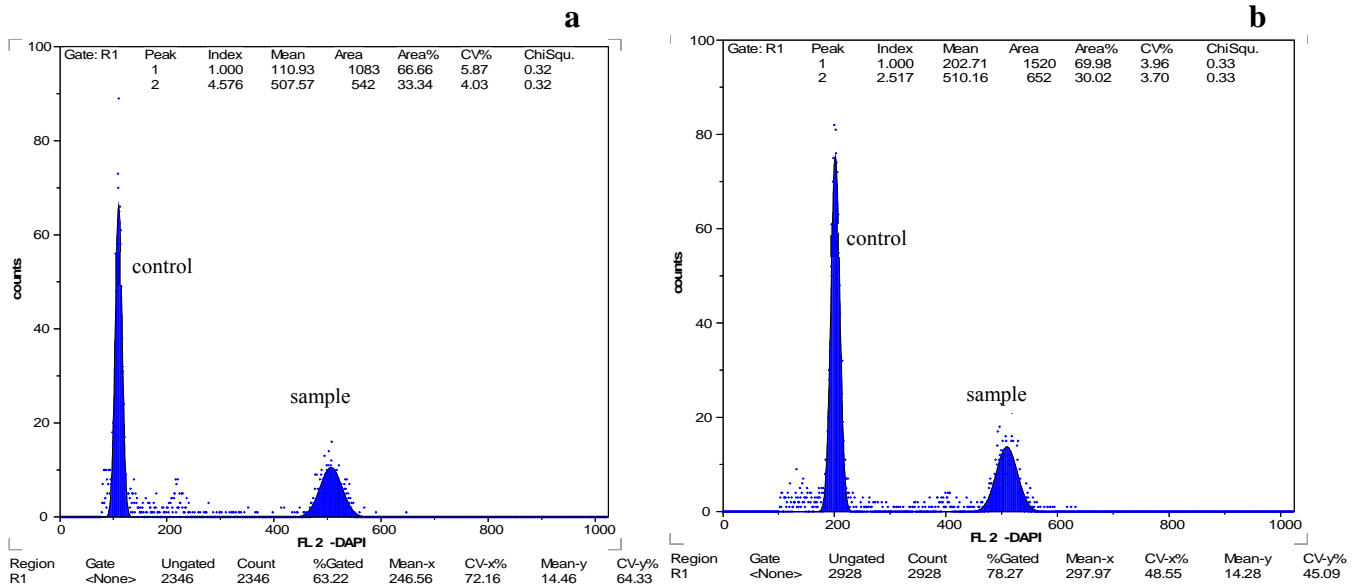 a
Gate: R1 Peak Index Mean Area Area% CV% ChiSqu.
1 1.000 110.93 1083 66.66 5.87 0.32
2 4.576 507.57 542 33.34 4.03 0.32
100
80
60
40
20
0
counts
control
sample
0 200 400 600 800 1000
FL 2 -DAPI
Region Gate Ungated Count %Gated Mean-x CV-x% Mean-y CV-y%
R1 <None> 2346 2346 63.22 246.56 72.16 14.46 64.33
b
Gate: R1 Peak Index Mean Area Area% CV% ChiSqu.
1 1.000 202.71 1520 69.98 3.96 0.33
2 2.517 510.16 652 30.02 3.70 0.33
100
80
60
40
20
0
counts
control
sample
0 200 400 600 800 1000
FL 2 -DAPI
Region Gate Ungated Count %Gated Mean-x CV-x% Mean-y CV-y%
R1 <None> 2928 2928 78.27 297.97 48.55 14.28 45.09